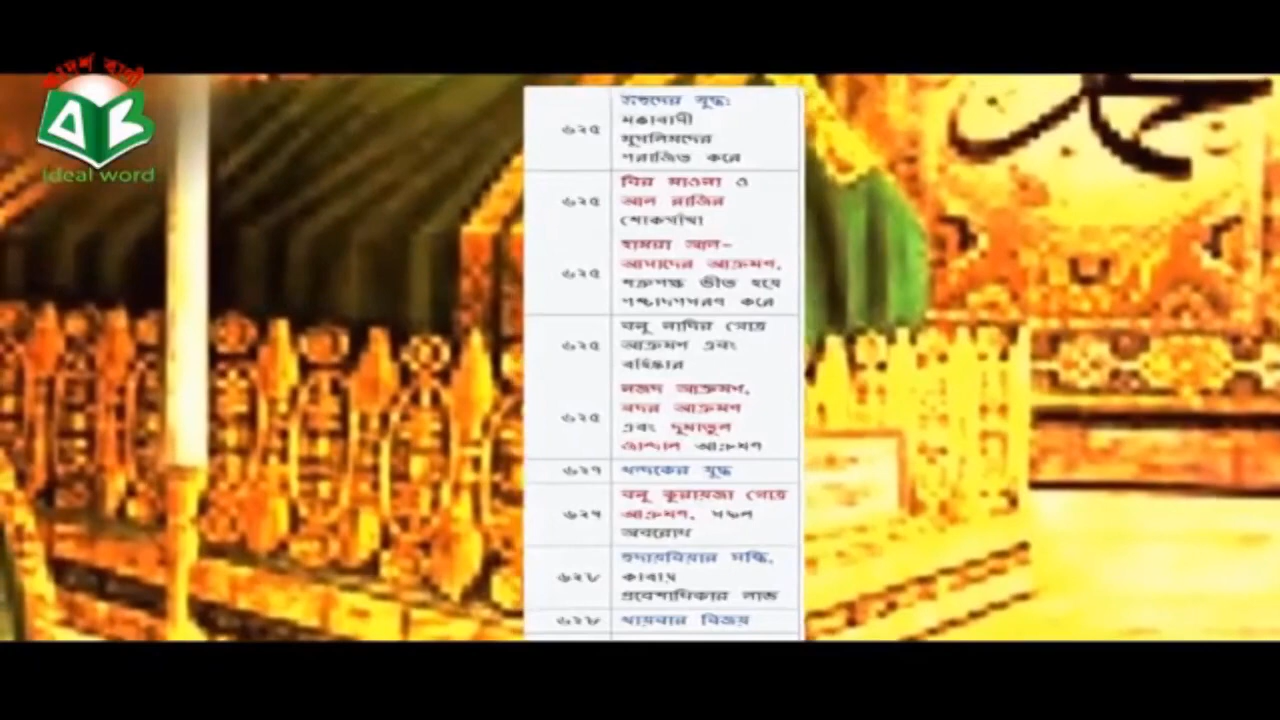 আদর্শ বাণী
ideal word
৬২৫
উহুদের যুদ্ধ:
মক্কাবাসী
মুসলিমদের
পরাজিত করে
৬২৫
বির মাওনা ও
আল রাজির
শোকগাঁথা
৬২৫
হামরা আল-
আসাদের আক্রমণ,
শত্রুপক্ষ ভীত হয়ে
পশ্চাদপসরণ করে
৬২৫
বনু নাদির গোত্রে
আক্রমণ এবং
বহিষ্কার
৬২৫
নজদ আক্রমণ,
বদর আক্রমণ
এবং দুমাতুল
জান্দাল আক্রমণ
৬২৭
খন্দকের যুদ্ধ
৬২৭
বনু কুরায়জা গোত্রে
আক্রমণ, সফল
অবরোধ
৬২৮
হুদায়বিয়ার সন্ধি,
কাবায়
প্রবেশাধিকার লাভ
৬২৮
খায়বার বিজয়